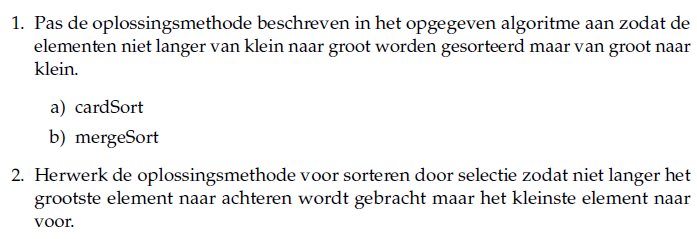 1. Pas de oplossingsmethode beschreven in het opgegeven algoritme aan zodat de
elementen niet langer van klein naar groot worden gesorteerd maar van groot naar
klein.
a) cardSort
b) mergeSort
2. Herwerk de oplossingsmethode voor sorteren door selectie zodat niet langer het
grootste element naar achteren wordt gebracht maar het kleinste element naar
voor.